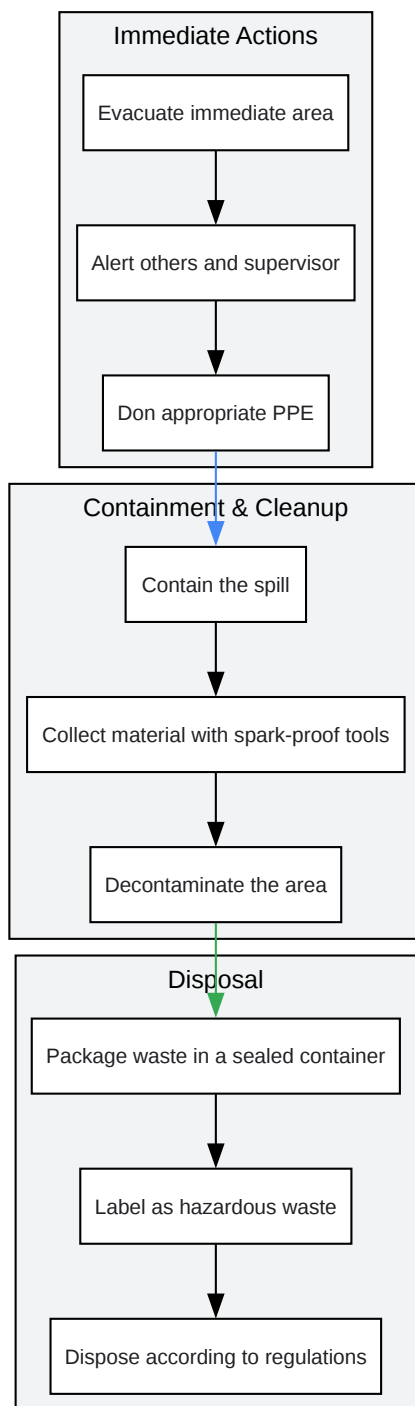 Immediate Actions
Evacuate immediate area
Alert others and supervisor
Don appropriate PPE
Containment & Cleanup
Contain the spill
Collect material with spark-proof tools
Decontaminate the area
Disposal
Package waste in a sealed container
Label as hazardous waste
Dispose according to regulations